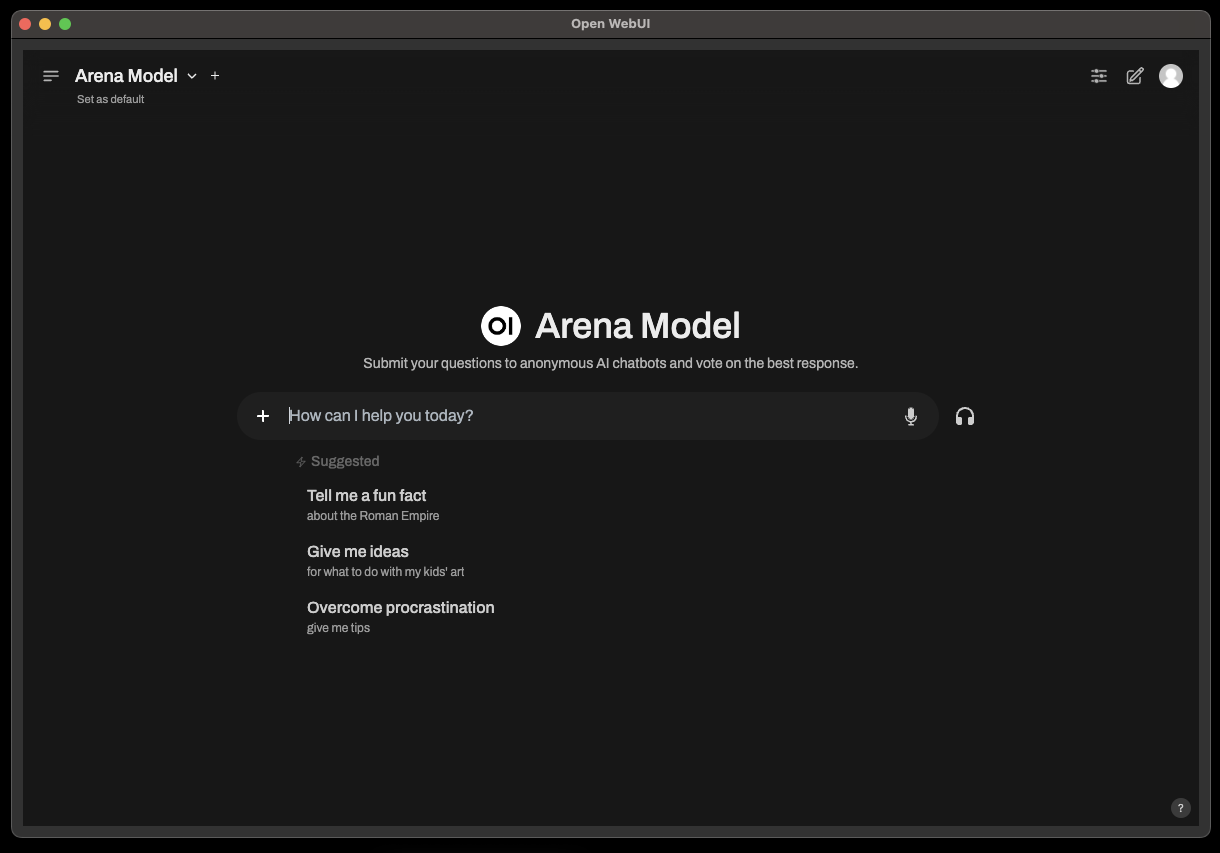 Open WebUI
Arena Model
Set as default
OI Arena Model
Submit your questions to anonymous AI chatbots and vote on the best response.
How can I help you today?
Suggested
Tell me a fun fact
about the Roman Empire
Give me ideas
for what to do with my kids' art
Overcome procrastination
give me tips
?